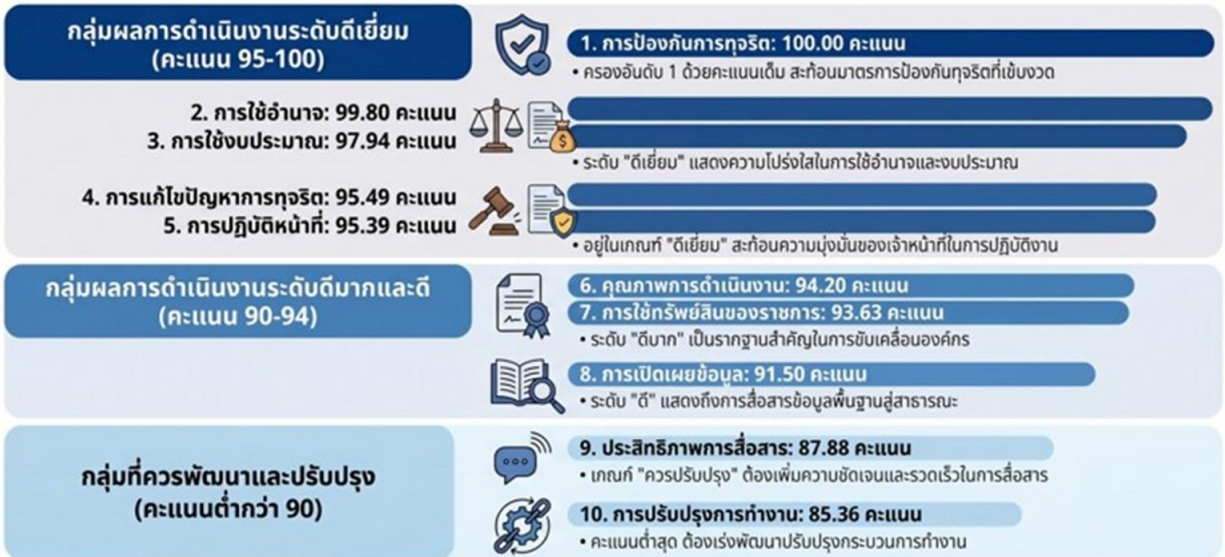 กลุ่มผลการดำเนินงานระดับดีเยี่ยม
(คะแนน 95-100)
1. การป้องกันการทุจริต: 100.00 คะแนน
• ครองอันดับ 1 ด้วยคะแนนเต็ม สะท้อนมาตรการป้องกันทุจริตที่เข้มงวด
2. การใช้อำนาจ: 99.80 คะแนน
3. การใช้งบประมาณ: 97.94 คะแนน
$
• ระดับ "ดีเยี่ยม" แสดงความโปร่งใสในการใช้อำนาจและงบประมาณ
4. การแก้ไขปัญหาการทุจริต: 95.49 คะแนน
5. การปฏิบัติหน้าที่: 95.39 คะแนน
• อยู่ในเกณฑ์ "ดีเยี่ยม" สะท้อนความมุ่งมั่นของเจ้าหน้าที่ในการปฏิบัติงาน
กลุ่มผลการดำเนินงานระดับดีมากและดี
(คะแนน 90-94)
6. คุณภาพการดำเนินงาน: 94.20 คะแนน
7. การใช้ทรัพย์สินของราชการ: 93.63 คะแนน
• ระดับ "ดีบาก" เป็นรากฐานสำคัญในการขับเคลื่อนองค์กร
8. การเปิดเผยข้อมูล: 91.50 คะแนน
• ระดับ "ดี" แสดงถึงการสื่อสารข้อมูลพื้นฐานสู่สาธารณะ
กลุ่มที่ควรพัฒนาและปรับปรุง
(คะแนนต่ำกว่า 90)
9. ประสิทธิภาพการสื่อสาร: 87.88 คะแนน
• เกณฑ์ "ควรปรับปรุง" ต้องเพิ่มความชัดเจนและรวดเร็วในการสื่อสาร
10. การปรับปรุงการทำงาน: 85.36 คะแนน
• คะแนนต่ำสุด ต้องเร่งพัฒนาปรับปรุงกระบวนการทำงาน